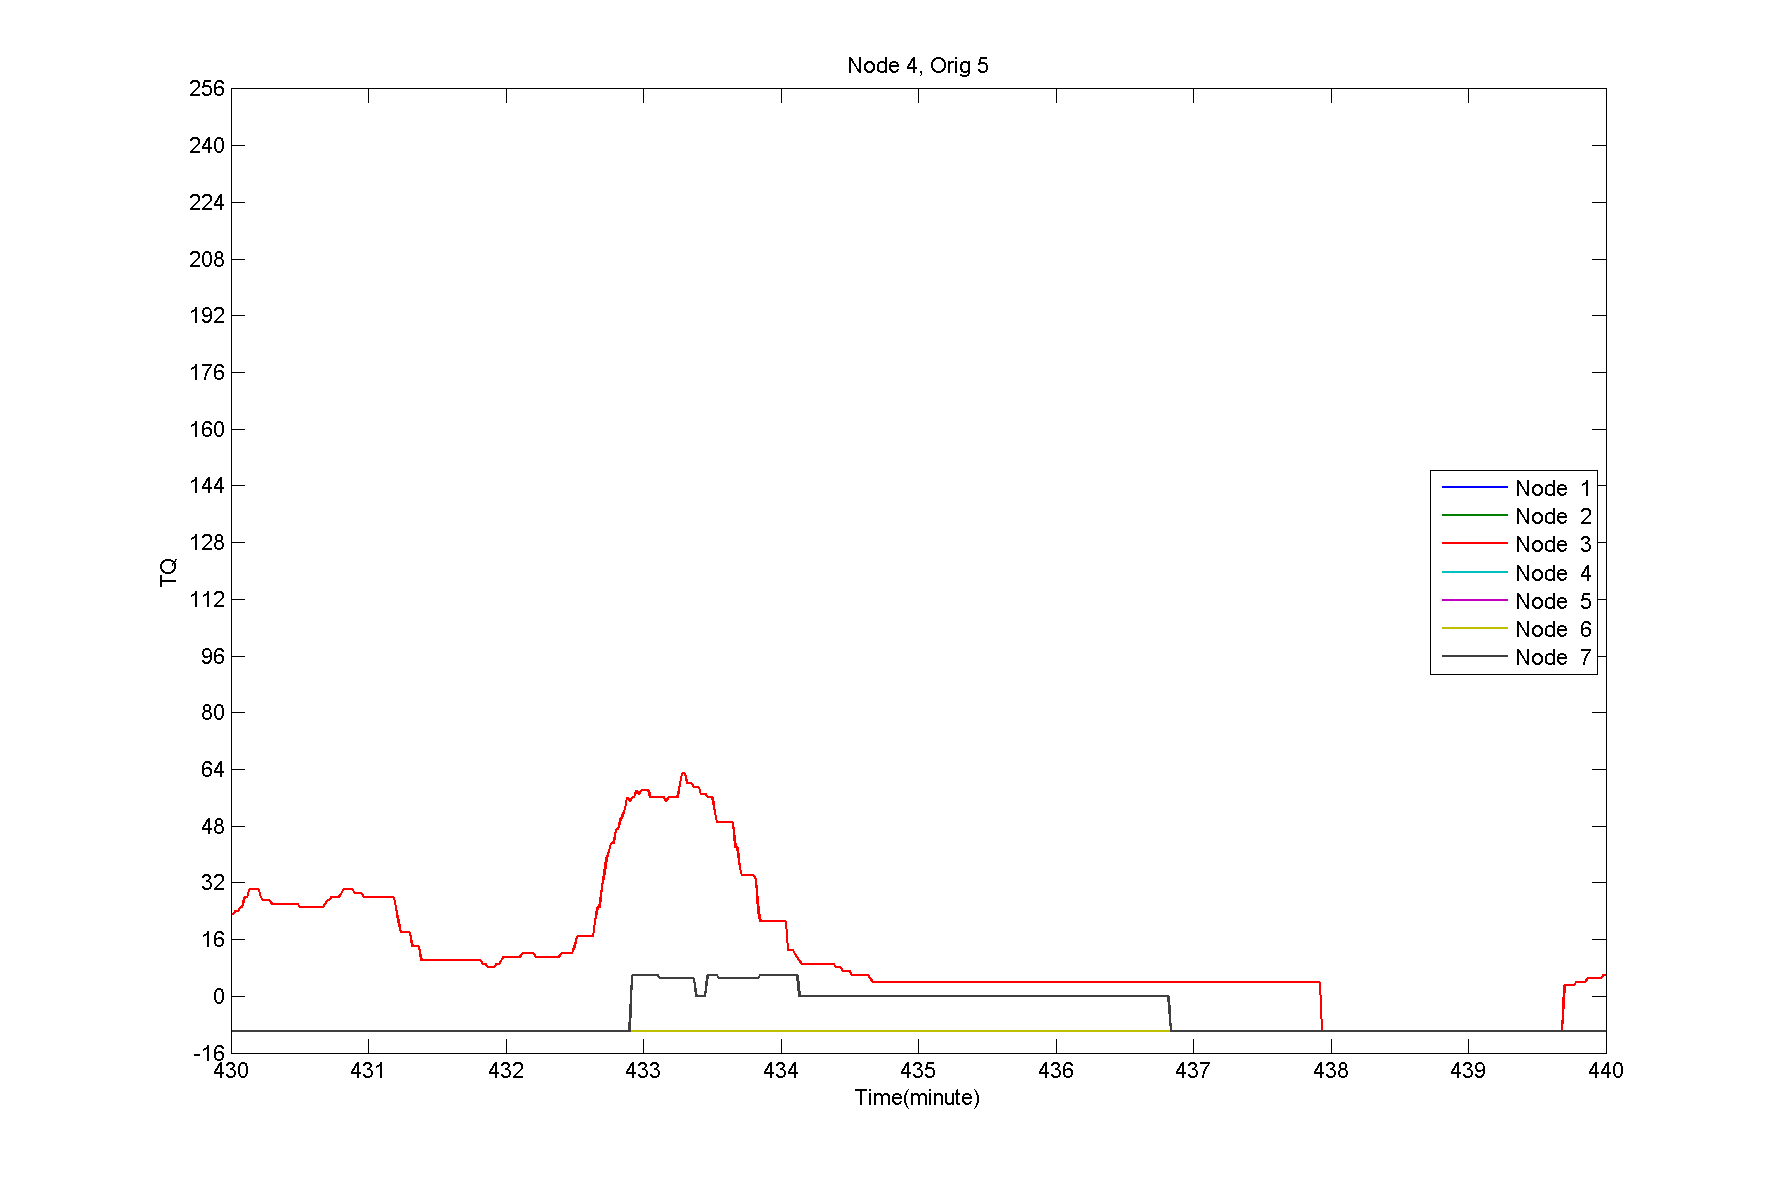 Node 4, Orig 5
256
240
224
208
192
176
160
144
128
112
96
80
64
48
32
16
0
-16
TQ
Node 1
Node 2
Node 3
Node 4
Node 5
Node 6
Node 7
430 431 432 433 434 435 436 437 438 439 440
Time(minute)